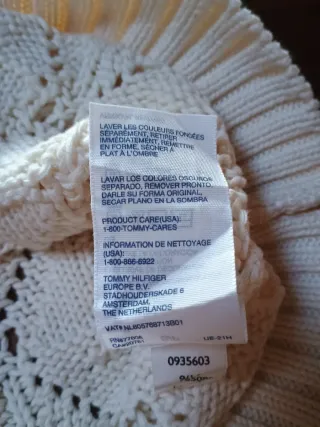 LAVER LES COULEURS FONCÉES
SÉPARÉMENT, RETIRER
IMMÉDIATEMENT, REMETTRE
EN FORME, SÉCHER À
PLAT À L'OMBRE
LAVAR LOS COLORES OSCUROS
SEPARADO, REMOVER PRONTO,
DARLE SU FORMA ORIGINAL,
SECAR PLANO EN LA SOMBRA
PRODUCT CARE(USA):
1-800-TOMMY-CARES
INFORMATION DE NETTOYAGE
(USA):
1-800-866-6922
TOMMY HILFIGER
EUROPE B.V.
STADHOUDERSKADE 6
AMSTERDAM,
THE NETHERLANDS
VAT# NL805768713B01
0935603